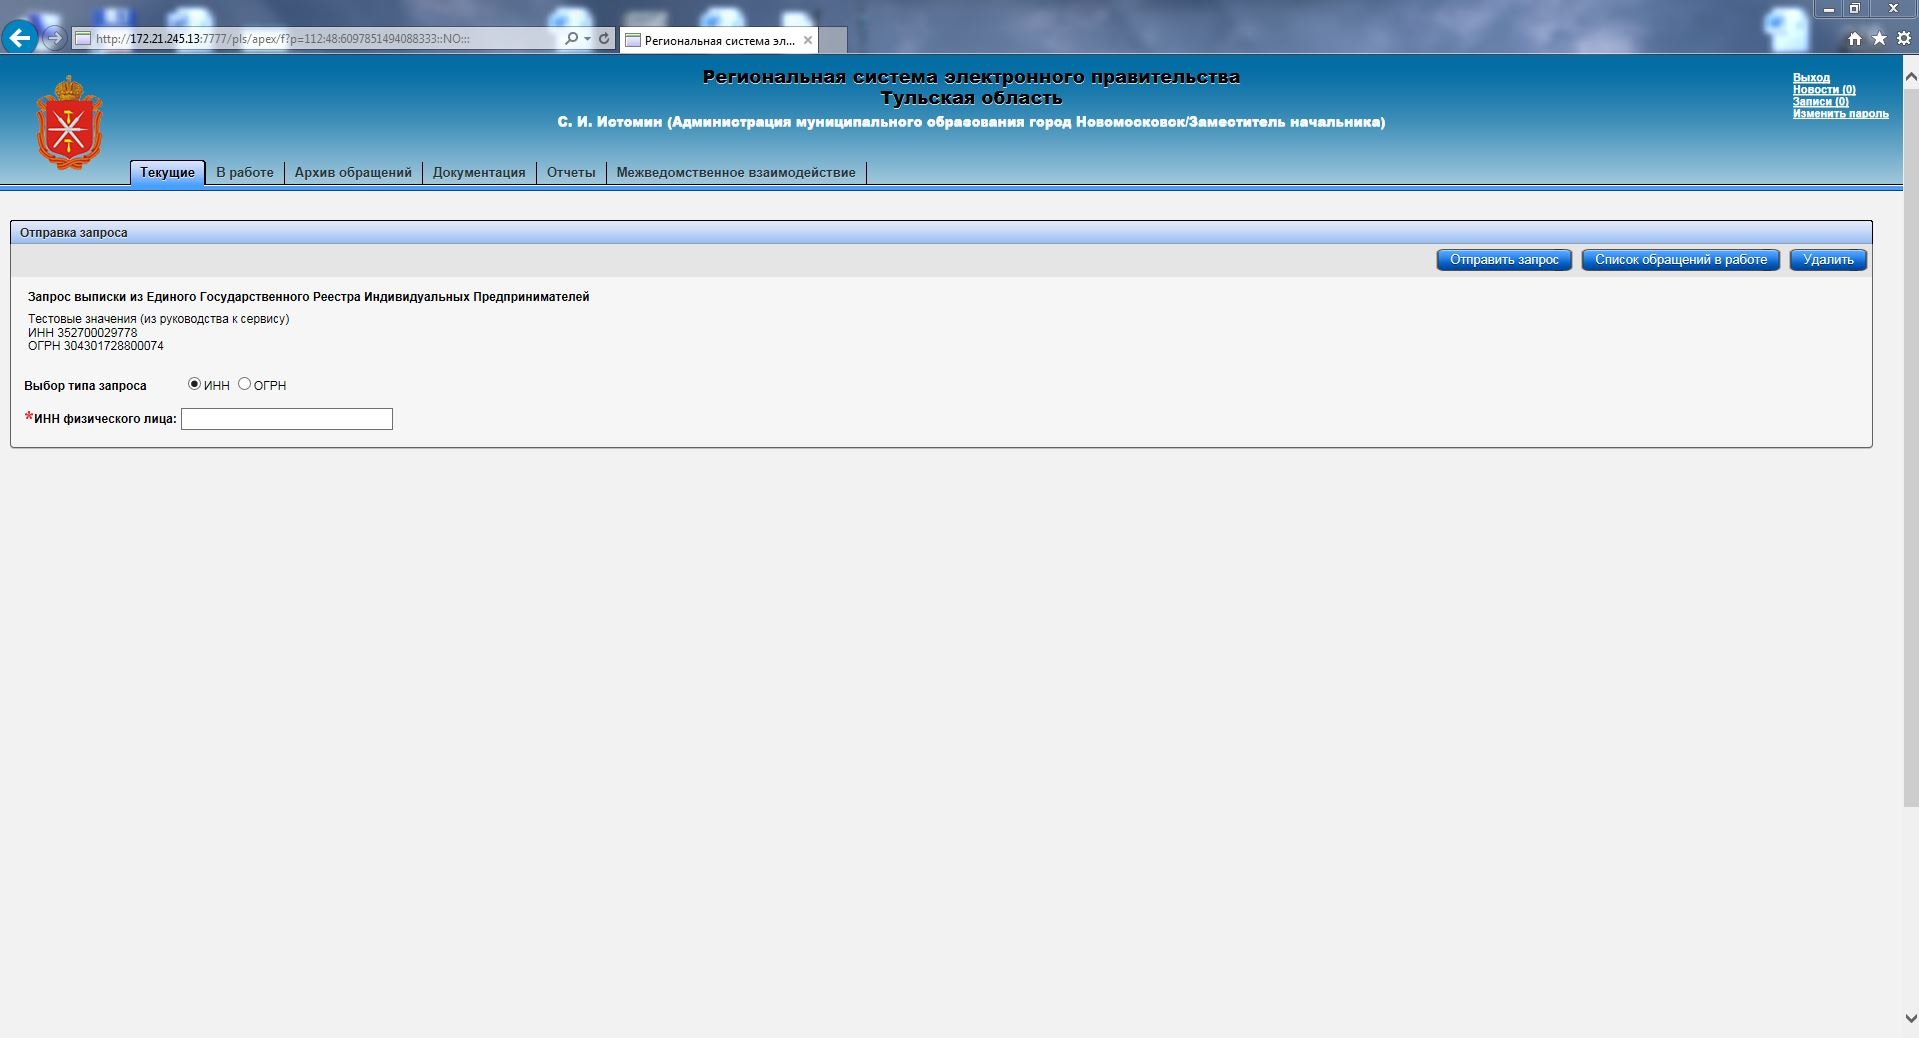 http://172.21.245.13:7777/pls/apex/f?p=112:48:6097851494088333::NO:::
Региональная система эл...
Региональная система электронного правительства
Тульская область
С. И. Истомин (Администрация муниципального образования город Новомосковск/Заместитель начальника)
Выход
Новости (0)
Записи (0)
Изменить пароль
Текущие В работе Архив обращений Документация Отчеты Межведомственное взаимодействие
Отправка запроса
Отправить запрос Список обращений в работе Удалить
Запрос выписки из Единого Государственного Реестра Индивидуальных Предпринимателей
Тестовые значения (из руководства к сервису)
ИНН 352700029778
ОГРН 304301728800074
Выбор типа запроса ИНН ОГРН
*ИНН физического лица: